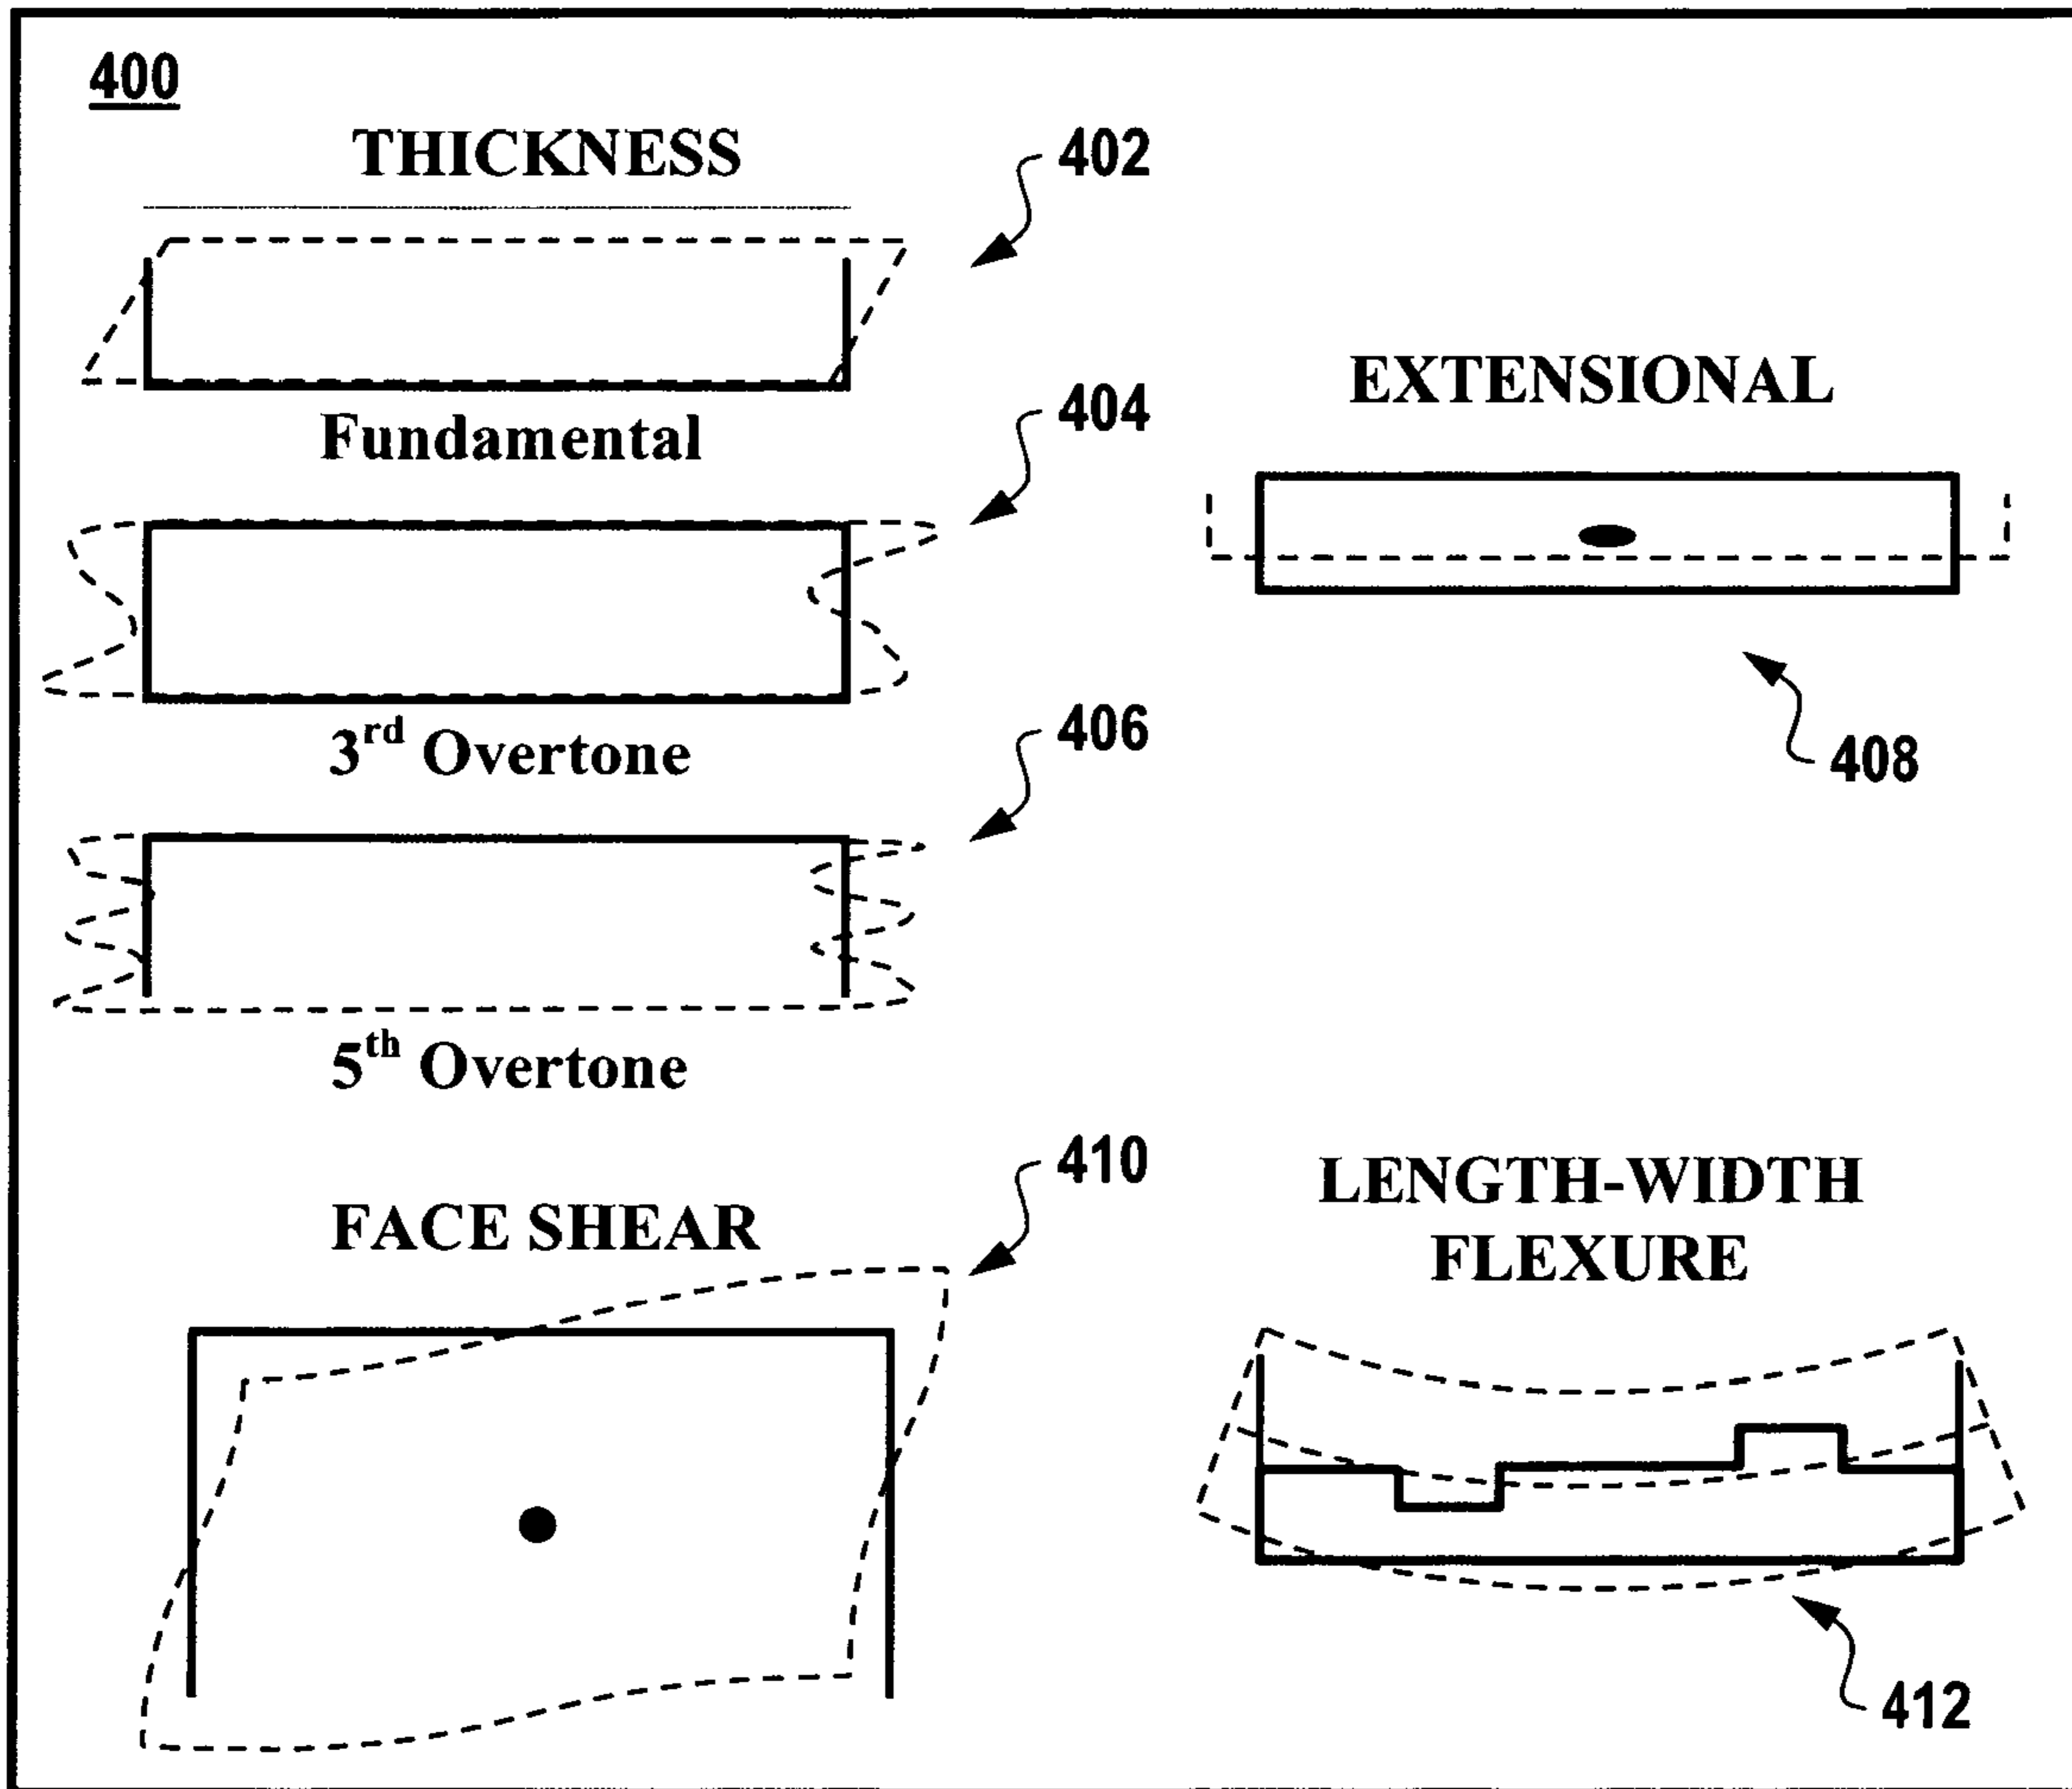 400
THICKNESS
402
Fundamental
404
3rd Overtone
406
5th Overtone
EXTENSIONAL
408
FACE SHEAR
410
LENGTH-WIDTH
FLEXURE
412